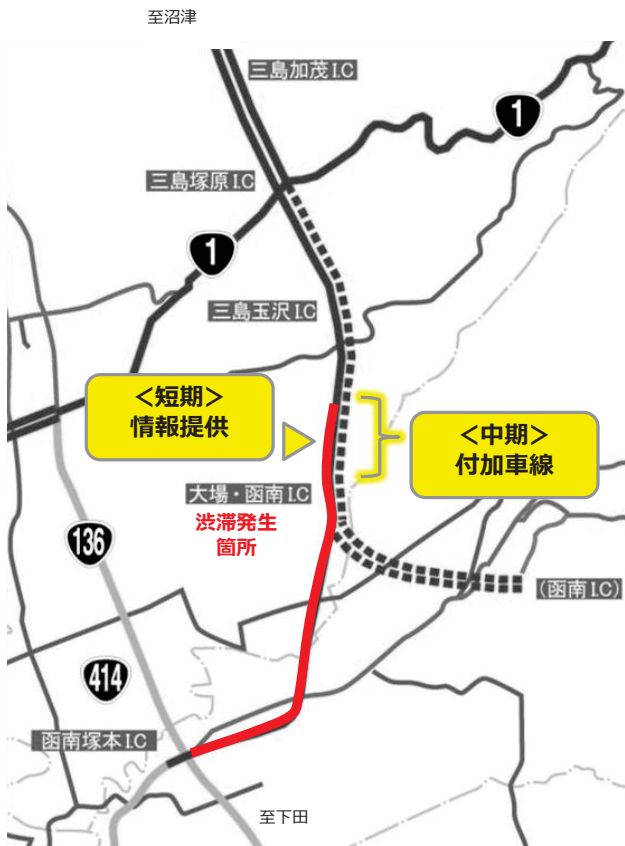 至沼津
三島加茂I.C
1
三島塚原I.C
1
三島玉沢I.C
<短期>
情報提供
<中期>
付加車線
大場・函南I.C
渋滞発生
箇所
136
(函南I.C)
414
函南塚本I.C
至下田